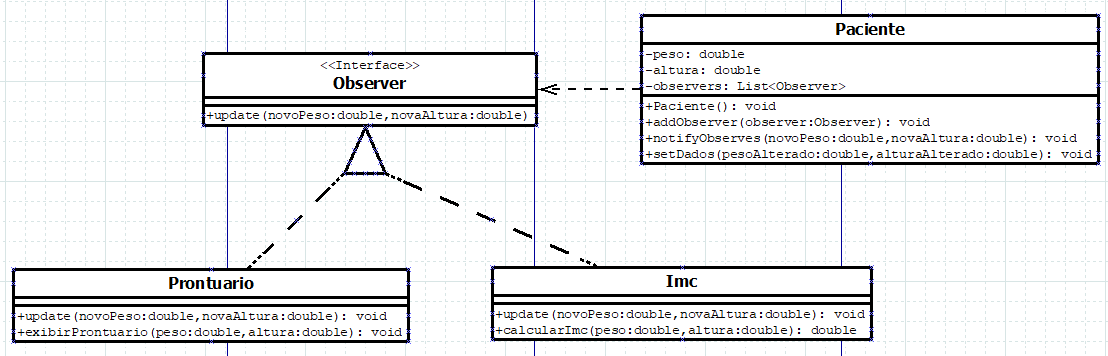 <<Interface>>
Observer
+update(novoPeso:double,novaAltura:double)
Paciente
-peso: double
-altura: double
-observers: List<Observer>
+Paciente(): void
+addObserver(observer:Observer): void
+notifyObserves(novoPeso:double,novaAltura:double): void
+setDados(pesoAlterado:double,alturaAlterado:double): void
Prontuario
+update(novoPeso:double,novaAltura:double): void
+exibirProntuario(peso:double,altura:double): void
Imc
+update(novoPeso:double,novaAltura:double): void
+calcularImc(peso:double,altura:double): double